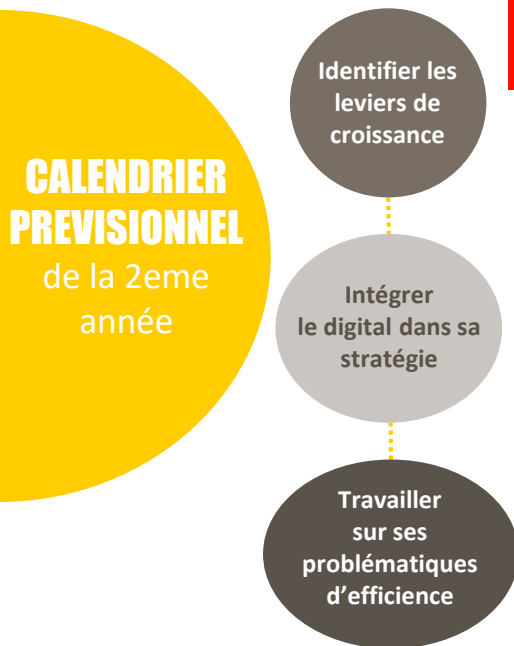 CALENDRIER
PREVISIONNEL
de la 2eme
année
Identifier les
leviers de
croissance
Intégrer
le digital dans sa
stratégie
Travailler
sur ses
problématiques
d’efficience